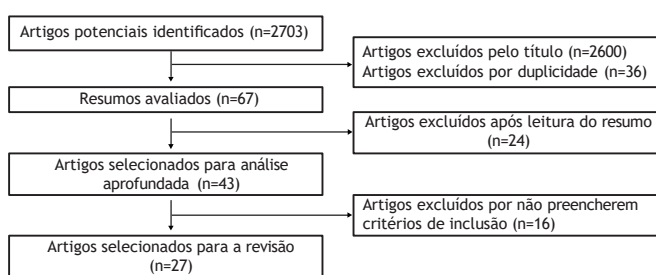 Artigos potenciais identificados (n=2703)
Artigos excluídos pelo título (n=2600)
Artigos excluídos por duplicidade (n=36)
Resumos avaliados (n=67)
Artigos excluídos após leitura do resumo
(n=24)
Artigos selecionados para análise
aprofundada (n=43)
Artigos excluídos por não preencherem
critérios de inclusão (n=16)
Artigos selecionados para a revisão
(n=27)